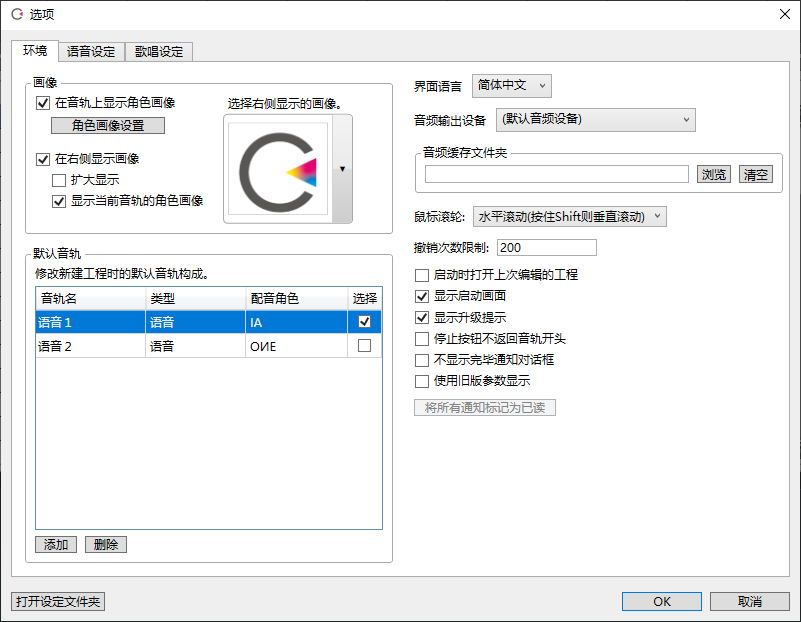 选项
环境 语音设定 歌唱设定
画像
在音轨上显示角色画像
角色画像设置
在右侧显示画像
扩大显示
显示当前音轨的角色画像
选择右侧显示的画像。
默认音轨
修改新建工程时的默认音轨构成。
音轨名 类型 配音角色 选择
语音 1 语音 IA
语音 2 语音 OИE
添加 删除
界面语言 简体中文
音频输出设备 (默认音频设备)
音频缓存文件夹
浏览 清空
鼠标滚轮: 水平滚动(按住Shift则垂直滚动)
撤销次数限制: 200
启动时打开上次编辑的工程
显示启动画面
显示升级提示
停止按钮不返回音轨开头
不显示完毕通知对话框
使用旧版参数显示
将所有通知标记为已读
打开设定文件夹 OK 取消